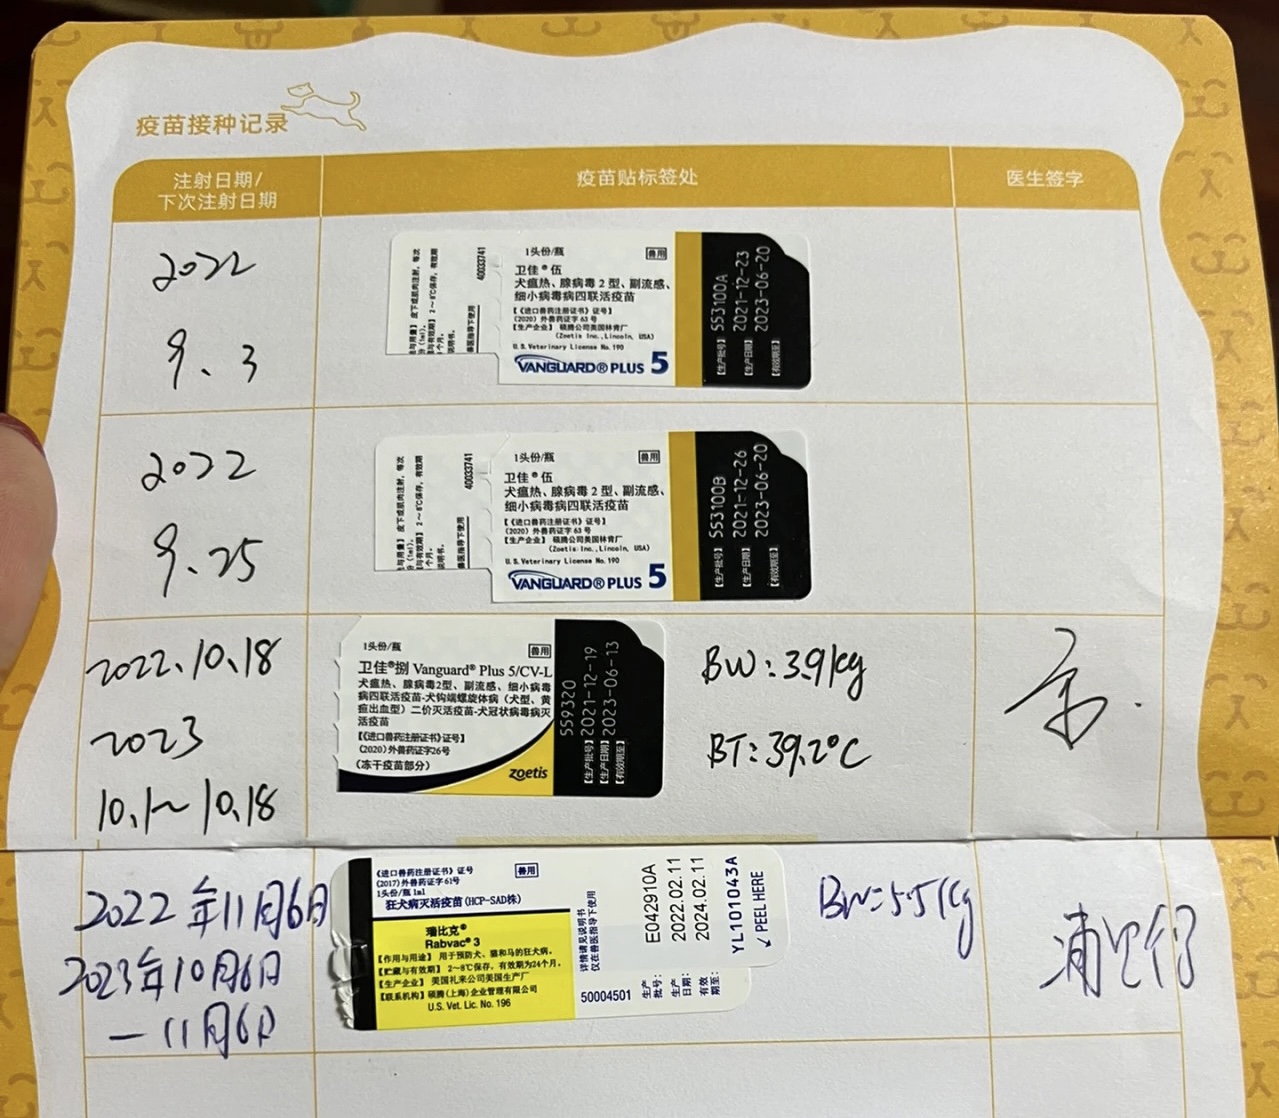 疫苗接种记录
注射日期/
下次注射日期
疫苗贴标签处
医生签字
2022
9.3
1头份/瓶
兽用
卫佳®伍
犬瘟热、腺病毒2型、副流感、
细小病毒病四联活疫苗
【《进口兽药注册证书》证号】
(2020)外兽药证字63号
【生产企业】硕腾公司美国林肯厂
(Zoetis Inc.,Lincoln, USA)
U.S. Veterinary License No. 190
VANGUARD® PLUS 5
40033741
【生产批号】553100A
【生产日期】2021-12-23
【有效期至】2023-06-20
2022
9.25
1头份/瓶
兽用
卫佳®伍
犬瘟热、腺病毒2型、副流感、
细小病毒病四联活疫苗
【《进口兽药注册证书》证号】
(2020)外兽药证字63号
【生产企业】硕腾公司美国林肯厂
(Zoetis Inc.,Lincoln, USA)
U.S. Veterinary License No. 190
VANGUARD® PLUS 5
40033741
【生产批号】553100B
【生产日期】2021-12-26
【有效期至】2023-06-20
2022.10.18
2023
10.1~10.18
1头份/瓶
兽用
卫佳®捌 Vanguard® Plus 5/CV-L
犬瘟热、腺病毒2型、副流感、细小病毒
病四联活疫苗-犬钩端螺旋体病（犬型、黄
疸出血型）二价灭活疫苗-犬冠状病毒病灭
活疫苗
【《进口兽药注册证书》证号】
(2020)外兽药证字26号
(冻干疫苗部分)
zoetis
【生产批号】559320
【生产日期】2021-12-19
【有效期至】2023-06-13
BW:3.9kg
BT:39.2°C
2022年11月6日
2023年10月6日
—11月6日
《进口兽药注册证书》证号
(2017)外兽药证字61号
1头份/瓶 1ml
兽用
狂犬病灭活疫苗(HCP-SAD株)
瑞比克®
Rabvac® 3
【作用与用途】用于预防犬、猫和马的狂犬病。
【贮藏与有效期】2~8℃保存，有效期为24个月。
【生产企业】美国礼来公司美国生产厂
【联系机构】硕腾(上海)企业管理有限公司
U.S. Vet. Lic. No. 196
详情请见说明书
仅在兽医指导下使用
50004501
生产批号: E042910A
生产日期: 2022.02.11
有效期至: 2024.02.11
YL101043A
PEEL HERE
BW=5.5kg